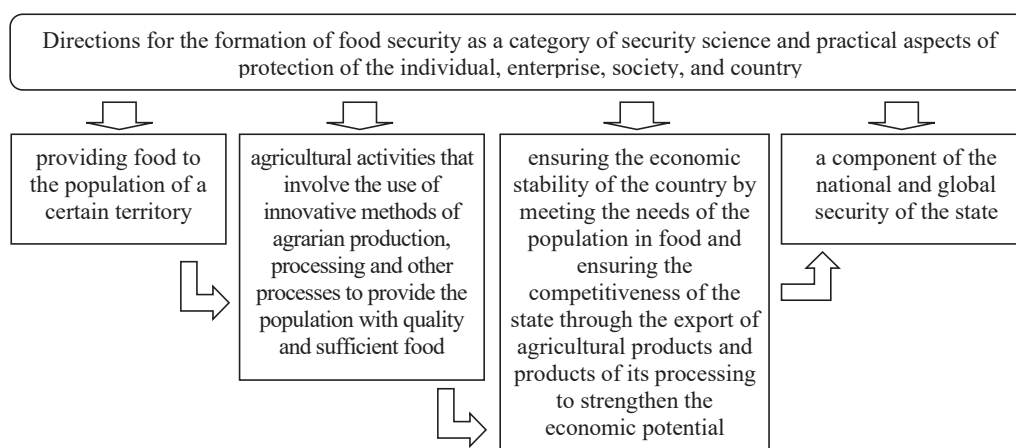 Directions for the formation of food security as a category of security science and practical aspects of
protection of the individual, enterprise, society, and country
providing food to
the population of a
certain territory
agricultural activities that
involve the use of
innovative methods of
agrarian production,
processing and other
processes to provide the
population with quality
and sufficient food
ensuring the economic
stability of the country by
meeting the needs of the
population in food and
ensuring the
competitiveness of the
state through the export of
agricultural products and
products of its processing
to strengthen the
economic potential
a component of the
national and global
security of the state